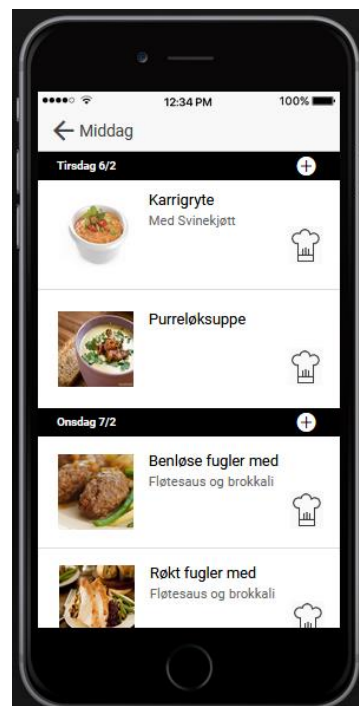 12:34 PM
100%
Middag
Tirsdag 6/2
Karrigryte
Med Svinekjøtt
Purreløksuppe
Onsdag 7/2
Benløse fugler med
Fløtesaus og brokkali
Røkt fugler med
Fløtesaus og brokkali